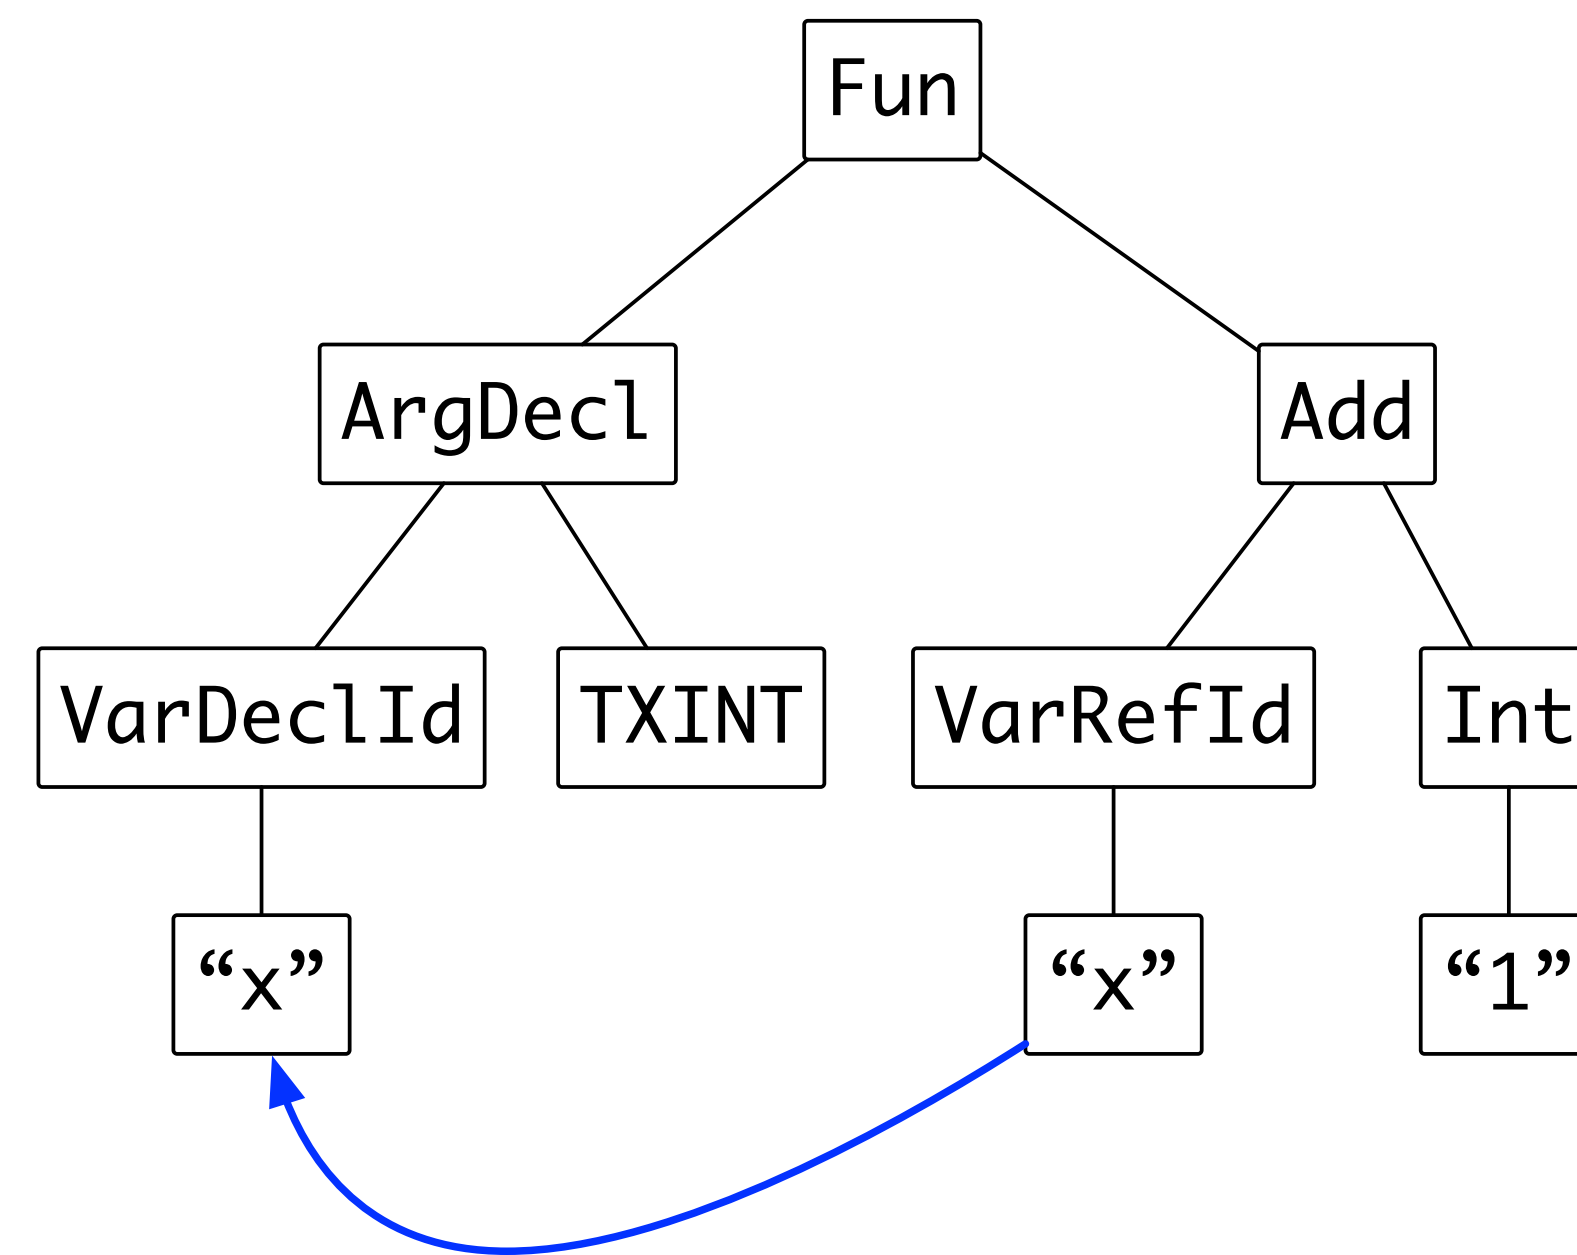 Fun
ArgDecl
Add
VarDeclId
TXINT
VarRefId
Int
“x”
“x”
“1”